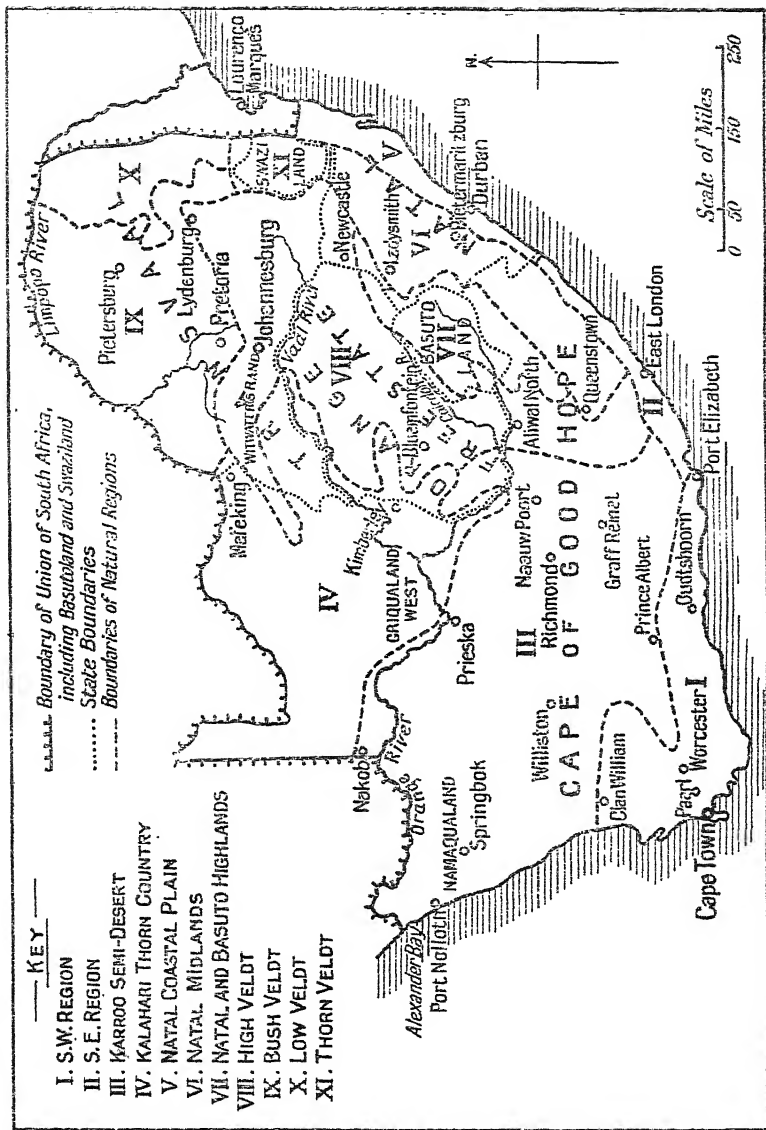 KEY
I. S.W. REGION
II. S.E. REGION
III. KARROO SEMI-DESERT
IV. KALAHARI THORN COUNTRY
V. NATAL COASTAL PLAIN
VI. NATAL MIDLANDS
VII. NATAL AND BASUTO HIGHLANDS
VIII. HIGH VELDT
IX. BUSH VELDT
X. LOW VELDT
XI. THORN VELDT
Boundary of Union of South Africa,
including Basutoland and Swaziland
State Boundaries
Boundaries of Natural Regions
Limpopo River
Pietersburg
IX
X
TRANSVAAL
Lydenburg
Pretoria
Lourenco
Marques
SWAZI
XI
LAND
Mafeking
WITWATERSRAND
Johannesburg
Vaal River
Newcastle
IV
Kimberley
GRIQUALAND
WEST
VIII
ORANGE
STATE
Ladysmith
NATAL
V
VI
Bloemfontein
BASUTO
VII
LAND
Pietermaritzburg
Durban
Nakob
Orange
River
Prieska
Alexander Bay
Port Nolloth
NAMAQUALAND
Springbok
Aliwal North
Naauw Poort
III
Richmond
Williston
CAPE OF GOOD HOPE
Queenstown
Graff Reinet
II
East London
Clan William
Prince Albert
Oudtshoorn
Port Elizabeth
Paarl
Worcester
I
Cape Town
N.
Scale of Miles
0 50 150 250